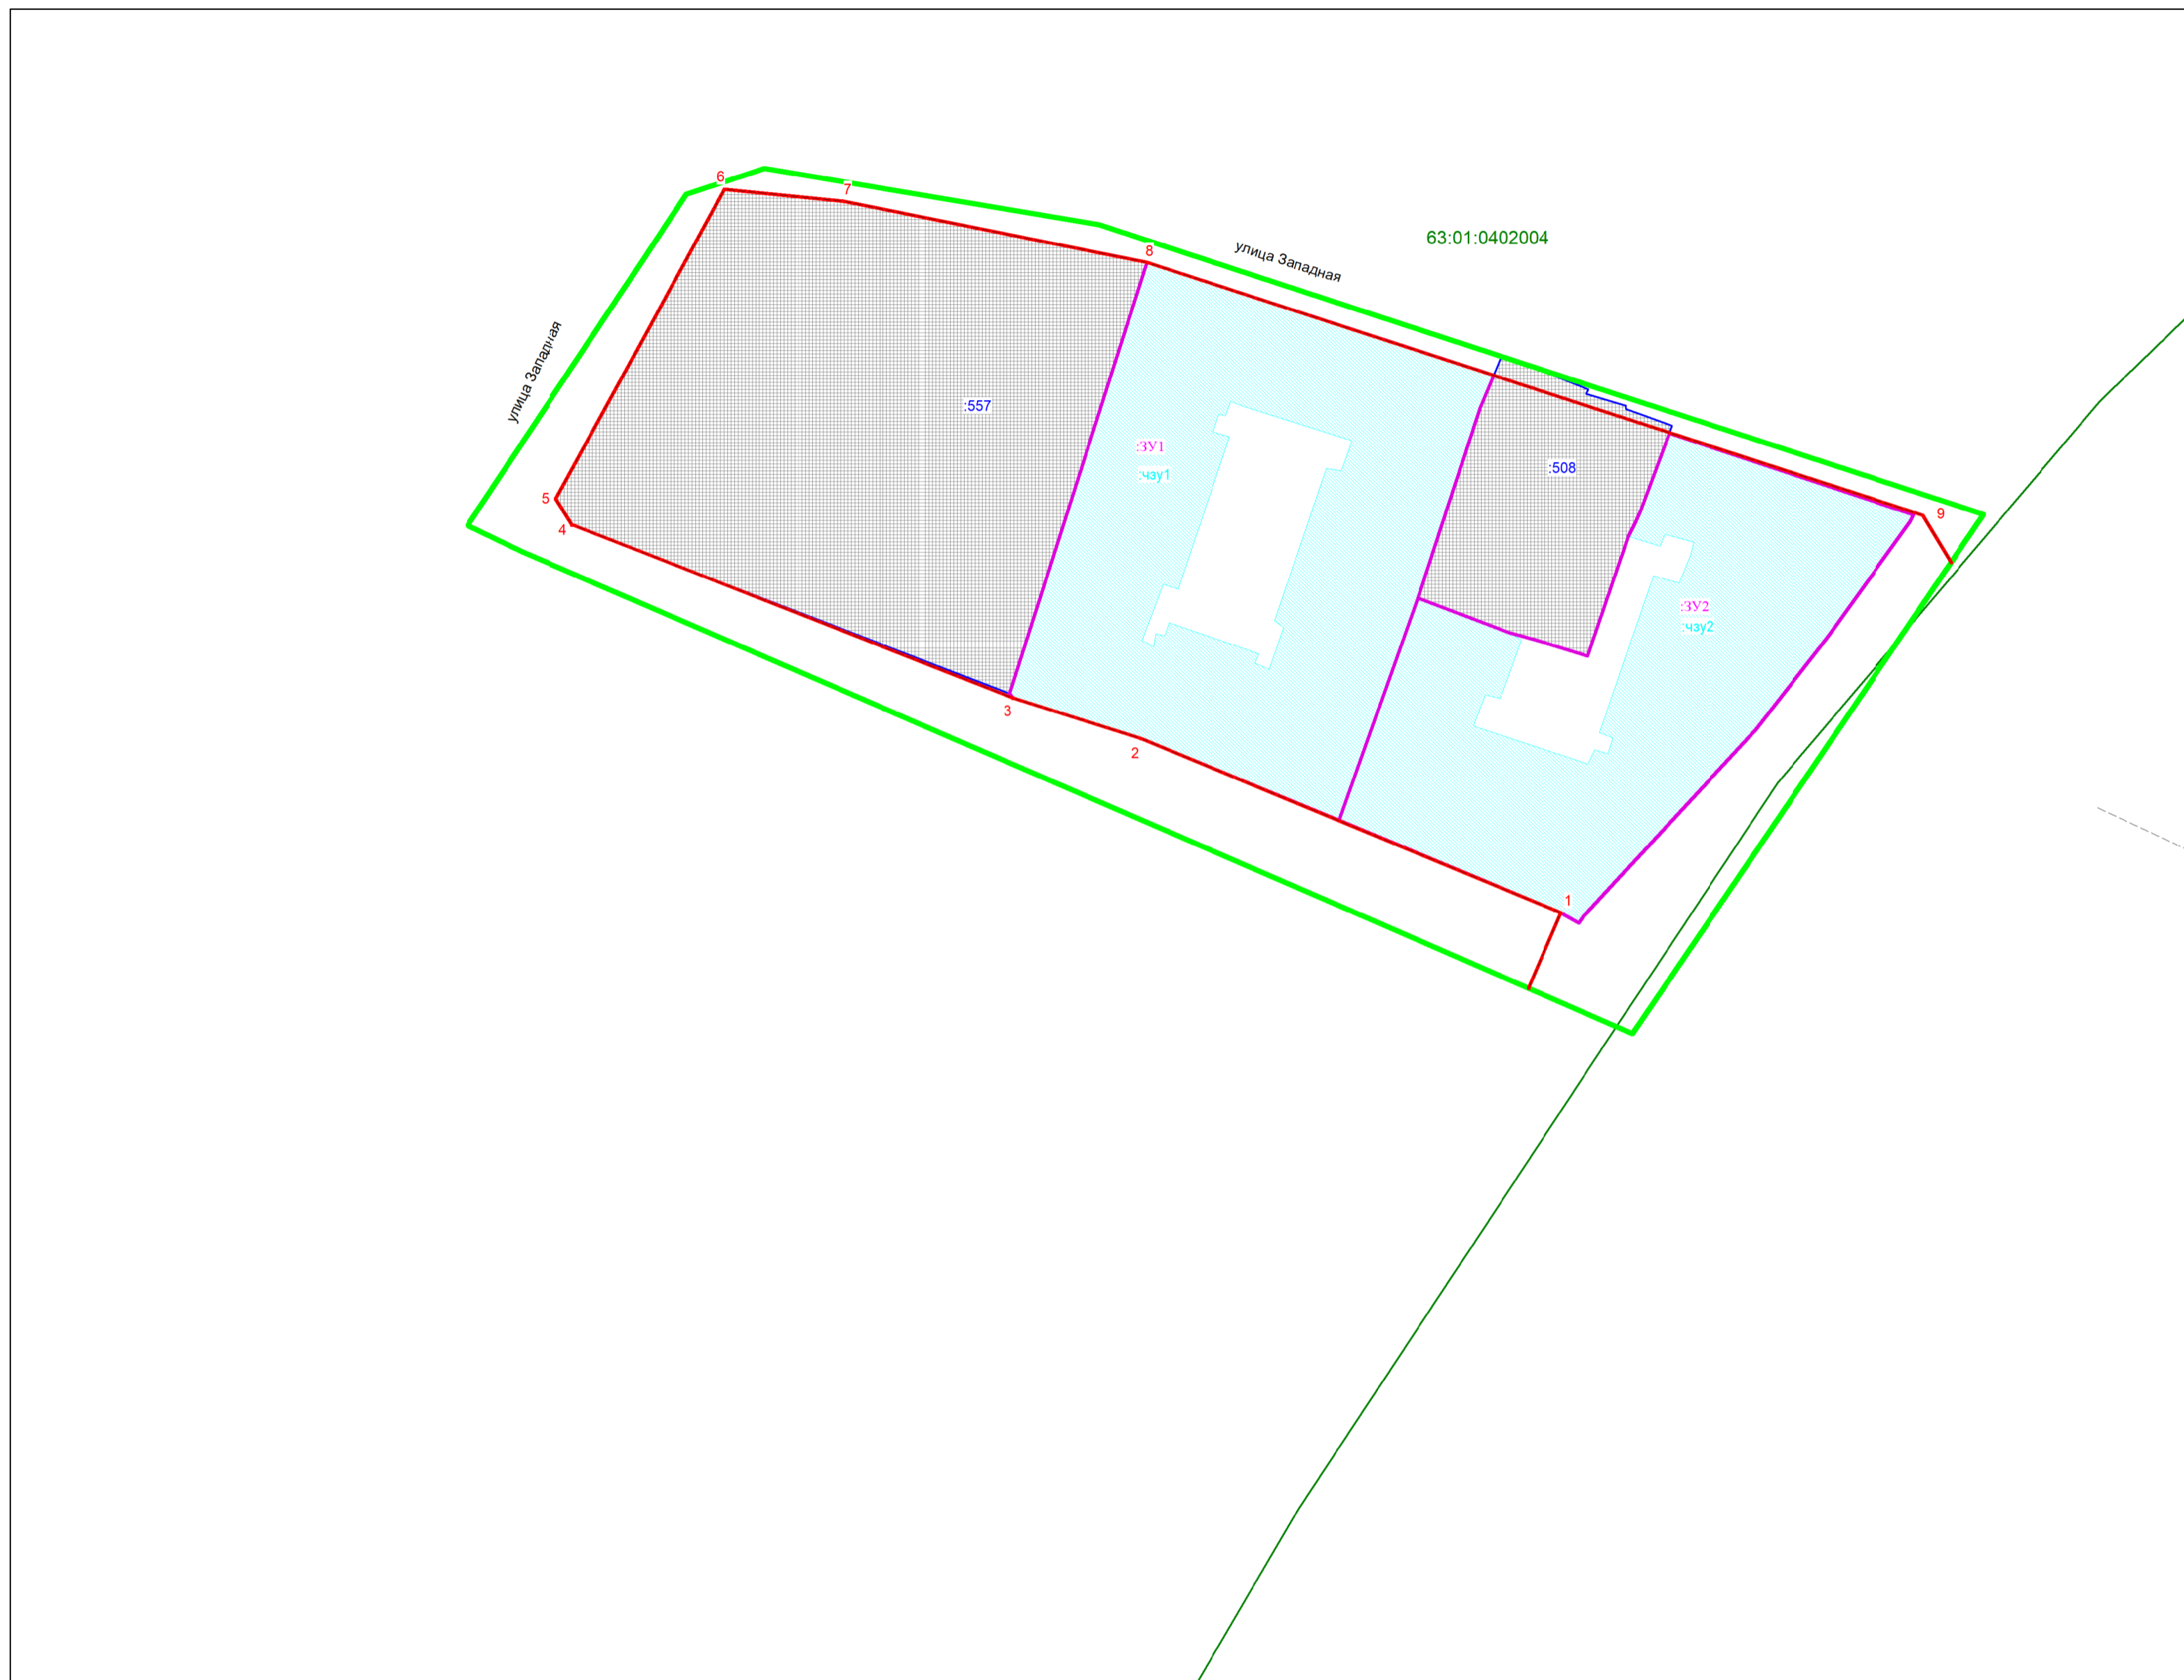 6
7
63:01:0402004
8
улица Западная
улица Западная
:557
:ЗУ1
:508
:чзу1
5
9
4
:ЗУ2
:чзу2
3
2
1